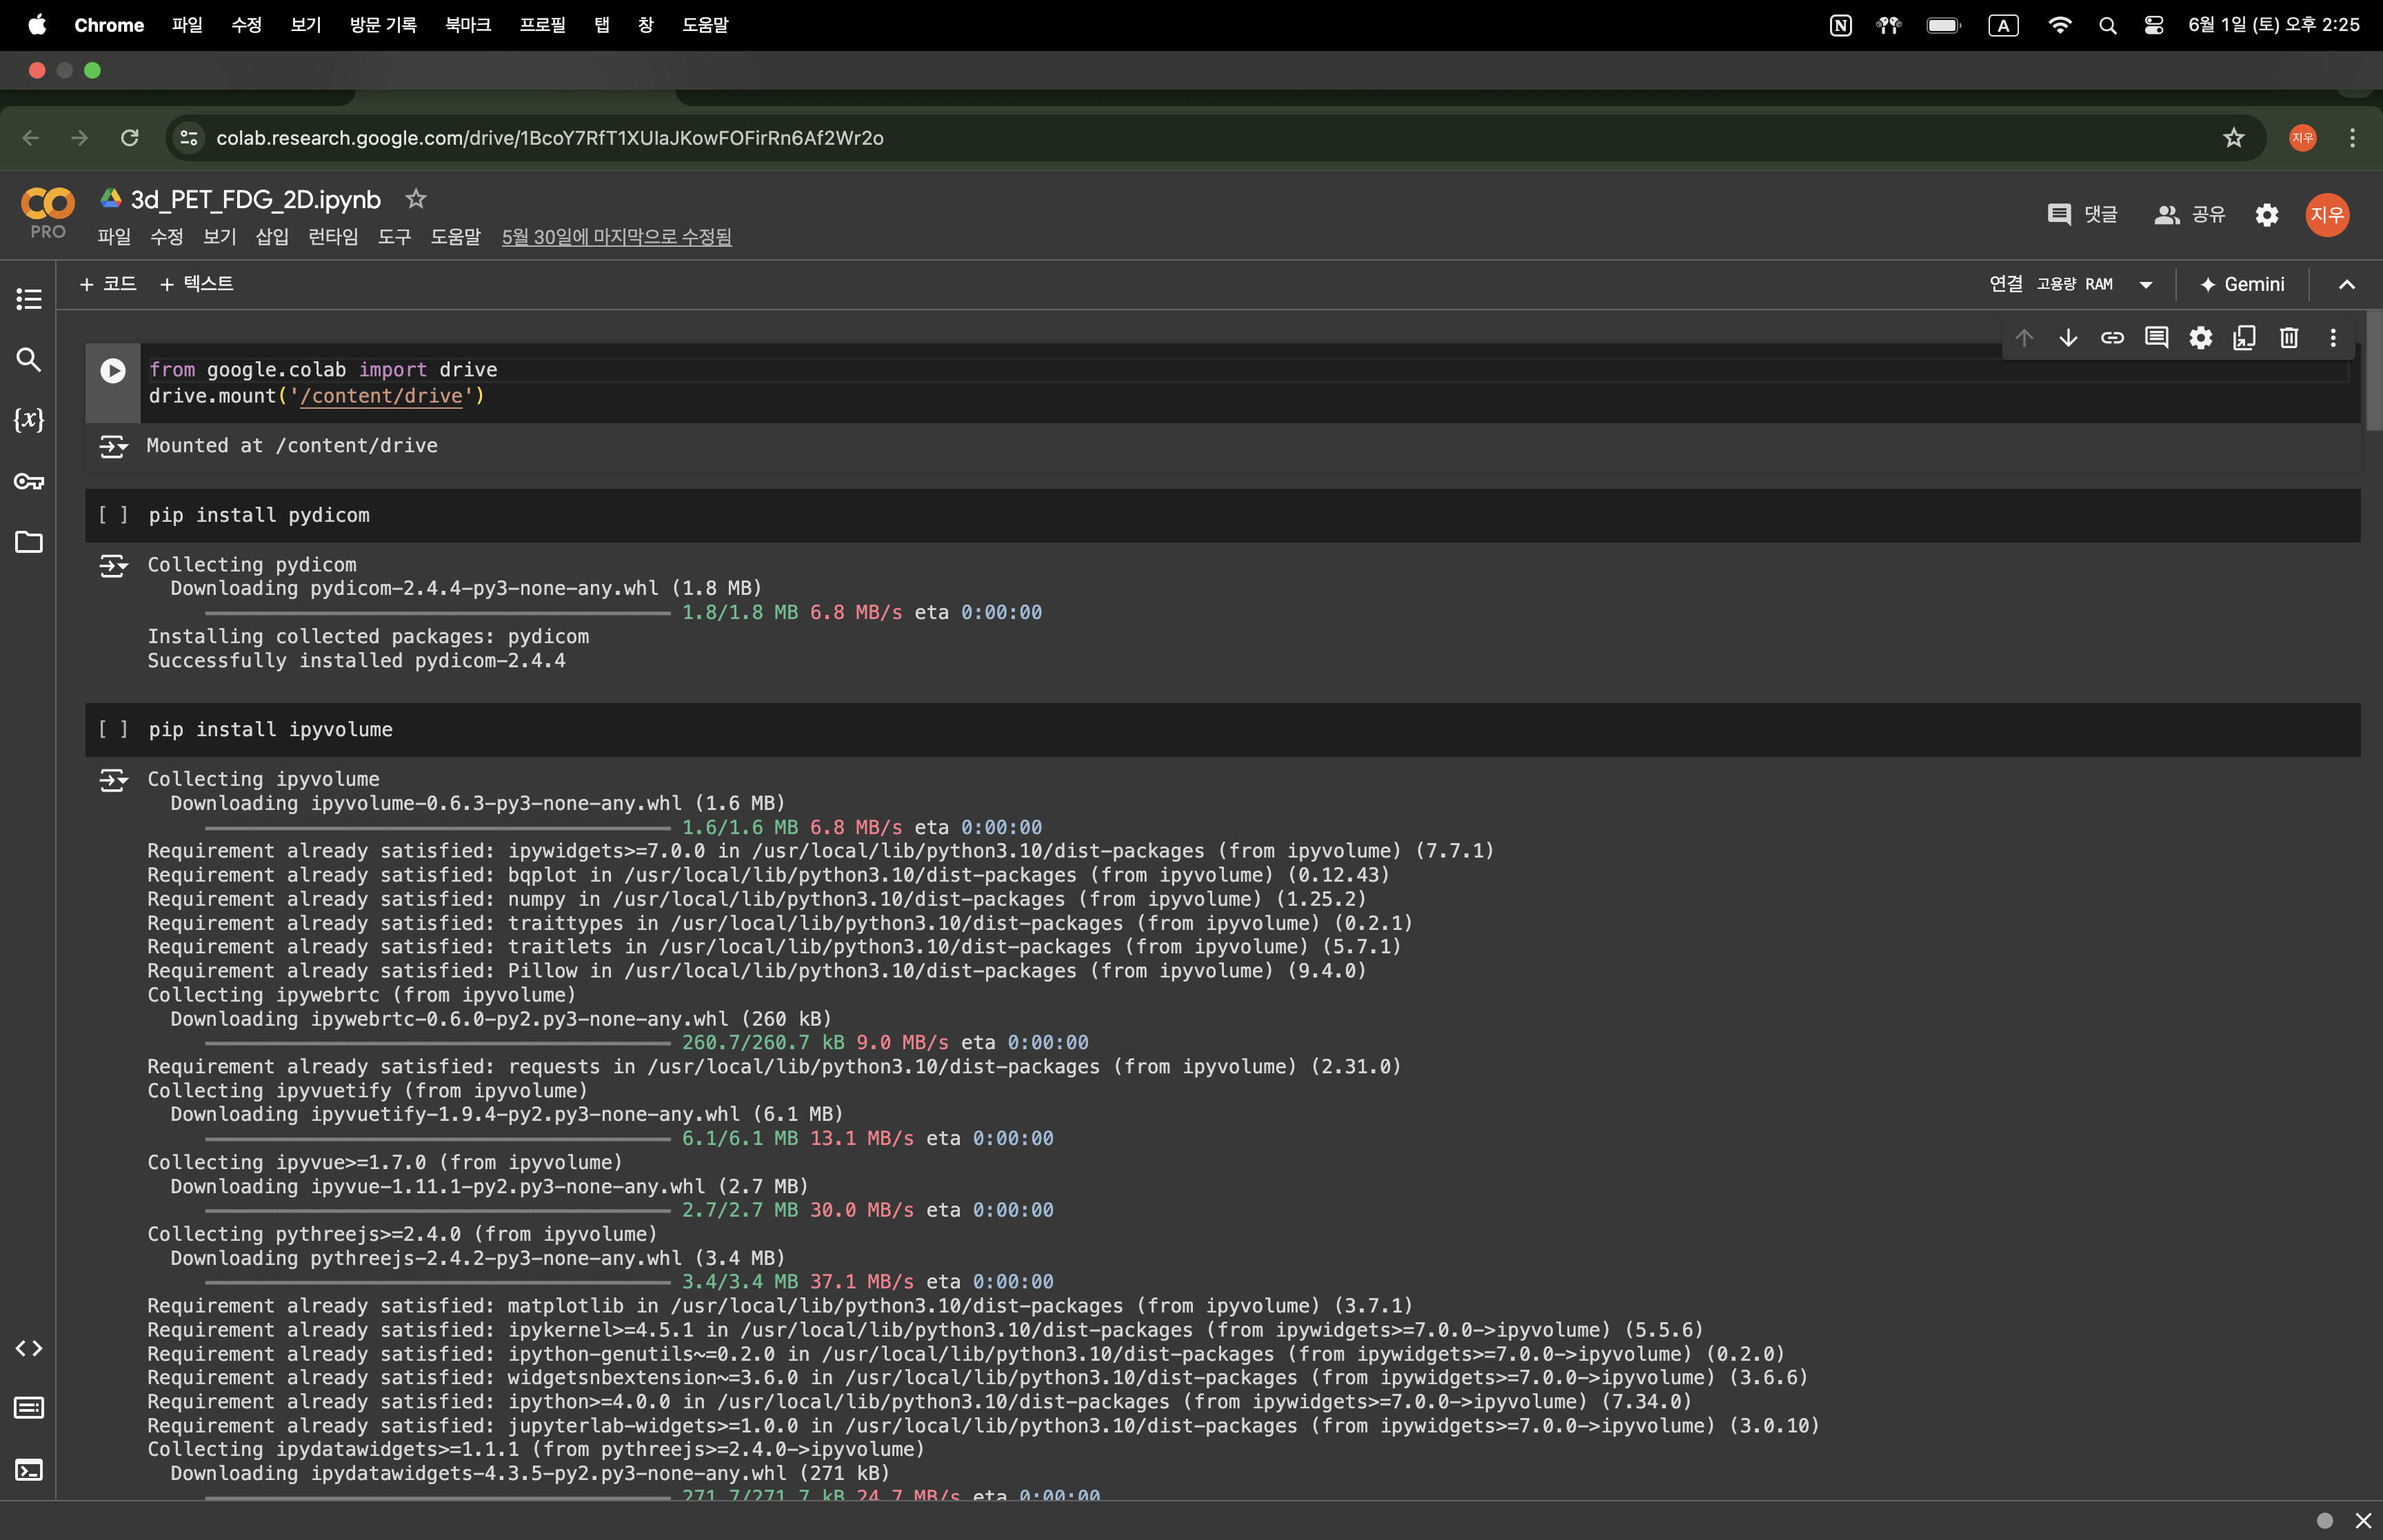 Chrome 파일 수정 보기 방문 기록 북마크 프로필 탭 창 도움말 N A 6월 1일 (토) 오후 2:25
colab.research.google.com/drive/1BcoY7RfT1XUIaJKowFOFirRn6Af2Wr2o 지우
3d_PET_FDG_2D.ipynb
PRO
파일 수정 보기 삽입 런타임 도구 도움말 5월 30일에 마지막으로 수정됨
댓글 공유 지우
+ 코드 + 텍스트 연결 고용량 RAM Gemini
{x}
from google.colab import drive
drive.mount('/content/drive')
Mounted at /content/drive
[ ] pip install pydicom
Collecting pydicom
Downloading pydicom-2.4.4-py3-none-any.whl (1.8 MB)
1.8/1.8 MB 6.8 MB/s eta 0:00:00
Installing collected packages: pydicom
Successfully installed pydicom-2.4.4
[ ] pip install ipyvolume
Collecting ipyvolume
Downloading ipyvolume-0.6.3-py3-none-any.whl (1.6 MB)
1.6/1.6 MB 6.8 MB/s eta 0:00:00
Requirement already satisfied: ipywidgets>=7.0.0 in /usr/local/lib/python3.10/dist-packages (from ipyvolume) (7.7.1)
Requirement already satisfied: bqplot in /usr/local/lib/python3.10/dist-packages (from ipyvolume) (0.12.43)
Requirement already satisfied: numpy in /usr/local/lib/python3.10/dist-packages (from ipyvolume) (1.25.2)
Requirement already satisfied: traittypes in /usr/local/lib/python3.10/dist-packages (from ipyvolume) (0.2.1)
Requirement already satisfied: traitlets in /usr/local/lib/python3.10/dist-packages (from ipyvolume) (5.7.1)
Requirement already satisfied: Pillow in /usr/local/lib/python3.10/dist-packages (from ipyvolume) (9.4.0)
Collecting ipywebrtc (from ipyvolume)
Downloading ipywebrtc-0.6.0-py2.py3-none-any.whl (260 kB)
260.7/260.7 kB 9.0 MB/s eta 0:00:00
Requirement already satisfied: requests in /usr/local/lib/python3.10/dist-packages (from ipyvolume) (2.31.0)
Collecting ipyvuetify (from ipyvolume)
Downloading ipyvuetify-1.9.4-py2.py3-none-any.whl (6.1 MB)
6.1/6.1 MB 13.1 MB/s eta 0:00:00
Collecting ipyvue>=1.7.0 (from ipyvolume)
Downloading ipyvue-1.11.1-py2.py3-none-any.whl (2.7 MB)
2.7/2.7 MB 30.0 MB/s eta 0:00:00
Collecting pythreejs>=2.4.0 (from ipyvolume)
Downloading pythreejs-2.4.2-py3-none-any.whl (3.4 MB)
3.4/3.4 MB 37.1 MB/s eta 0:00:00
Requirement already satisfied: matplotlib in /usr/local/lib/python3.10/dist-packages (from ipyvolume) (3.7.1)
Requirement already satisfied: ipykernel>=4.5.1 in /usr/local/lib/python3.10/dist-packages (from ipywidgets>=7.0.0->ipyvolume) (5.5.6)
Requirement already satisfied: ipython-genutils~=0.2.0 in /usr/local/lib/python3.10/dist-packages (from ipywidgets>=7.0.0->ipyvolume) (0.2.0)
Requirement already satisfied: widgetsnbextension~=3.6.0 in /usr/local/lib/python3.10/dist-packages (from ipywidgets>=7.0.0->ipyvolume) (3.6.6)
Requirement already satisfied: ipython>=4.0.0 in /usr/local/lib/python3.10/dist-packages (from ipywidgets>=7.0.0->ipyvolume) (7.34.0)
Requirement already satisfied: jupyterlab-widgets>=1.0.0 in /usr/local/lib/python3.10/dist-packages (from ipywidgets>=7.0.0->ipyvolume) (3.0.10)
Collecting ipydatawidgets>=1.1.1 (from pythreejs>=2.4.0->ipyvolume)
Downloading ipydatawidgets-4.3.5-py2.py3-none-any.whl (271 kB)
271.7/271.7 kB 24.7 MB/s eta 0:00:00